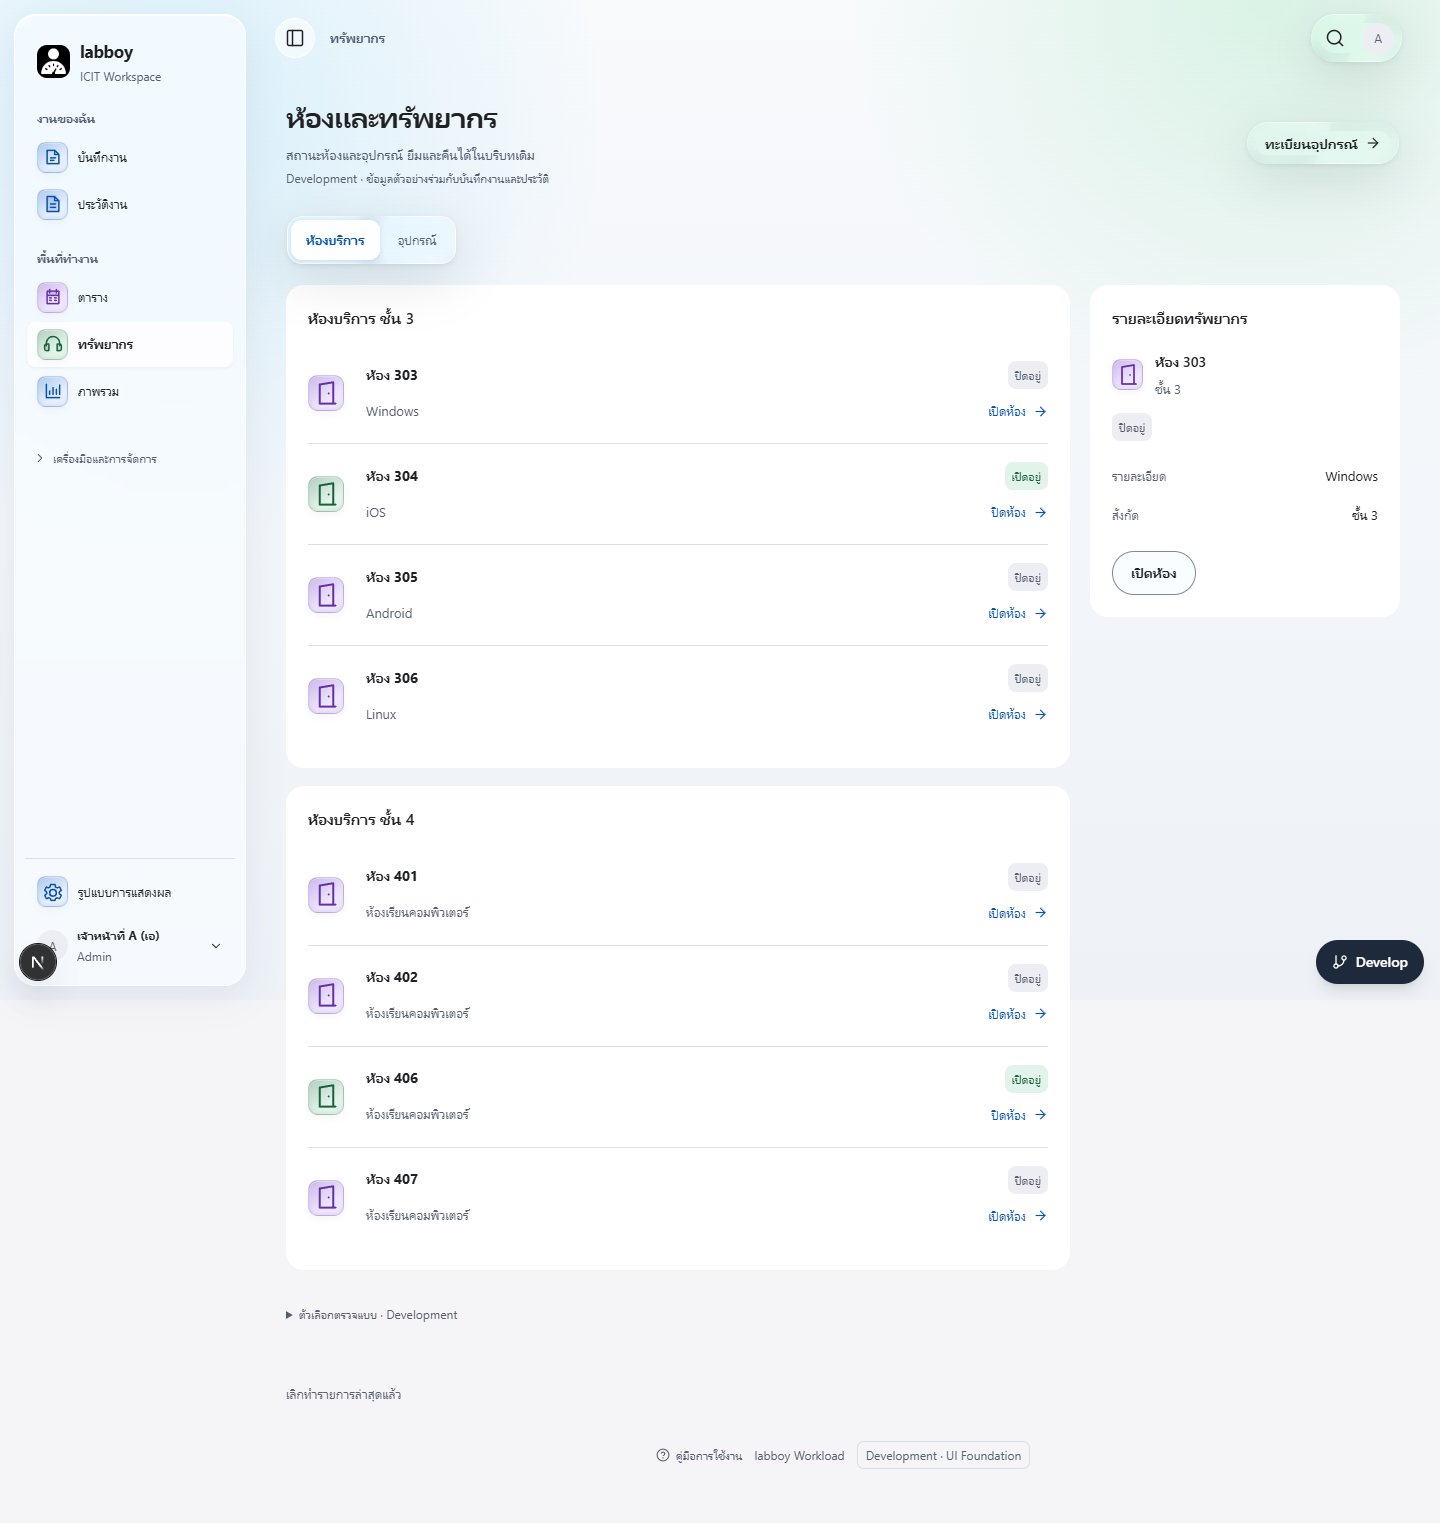 labboy
ICIT Workspace
งานของฉัน
บันทึกงาน
ประวัติงาน
พื้นที่ทำงาน
ตาราง
ทรัพยากร
ภาพรวม
เครื่องมือและการจัดการ
รูปแบบการแสดงผล
A
เจ้าหน้าที่ A (เอ)
Admin
N
ทรัพยากร
A
ห้องและทรัพยากร
สถานะห้องและอุปกรณ์ ยืมและคืนได้ในบริบทเดิม
Development · ข้อมูลตัวอย่างร่วมกับบันทึกงานและประวัติ
ทะเบียนอุปกรณ์
ห้องบริการ
อุปกรณ์
ห้องบริการ ชั้น 3
ห้อง 303
ปิดอยู่
Windows
เปิดห้อง
ห้อง 304
เปิดอยู่
iOS
ปิดห้อง
ห้อง 305
ปิดอยู่
Android
เปิดห้อง
ห้อง 306
ปิดอยู่
Linux
เปิดห้อง
ห้องบริการ ชั้น 4
ห้อง 401
ปิดอยู่
ห้องเรียนคอมพิวเตอร์
เปิดห้อง
ห้อง 402
ปิดอยู่
ห้องเรียนคอมพิวเตอร์
เปิดห้อง
ห้อง 406
เปิดอยู่
ห้องเรียนคอมพิวเตอร์
ปิดห้อง
ห้อง 407
ปิดอยู่
ห้องเรียนคอมพิวเตอร์
เปิดห้อง
รายละเอียดทรัพยากร
ห้อง 303
ชั้น 3
ปิดอยู่
รายละเอียด
Windows
สังกัด
ชั้น 3
เปิดห้อง
Develop
ตัวเลือกตรวจแบบ · Development
เลิกทำรายการล่าสุดแล้ว
คู่มือการใช้งาน
labboy Workload
Development · UI Foundation